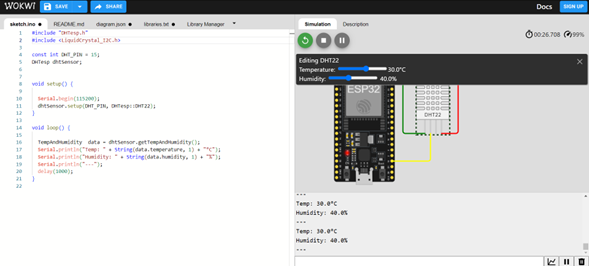 WOKWI
SAVE
SHARE
Docs
SIGN UP
sketch.ino
README.md
diagram.json
libraries.txt
Library Manager
1 #include "DHTesp.h"
2 #include <LiquidCrystal_I2C.h>
3
4 const int DHT_PIN = 15;
5 DHTesp dhtSensor;
6
7
8 void setup() {
9
10 Serial.begin(115200);
11 dhtSensor.setup(DHT_PIN, DHTesp::DHT22);
12 }
13
14 void loop() {
15
16 TempAndHumidity data = dhtSensor.getTempAndHumidity();
17 Serial.println("Temp: " + String(data.temperature, 1) + "°C");
18 Serial.println("Humidity: " + String(data.humidity, 1) + "%");
19 Serial.println("---");
20 delay(1000);
21 }
22
Simulation
Description
00:26.708
99%
Editing DHT22
Temperature: 30.0°C
Humidity: 40.0%
ESP32
DHT22
---
Temp: 30.0°C
Humidity: 40.0%
---
Temp: 30.0°C
Humidity: 40.0%
---